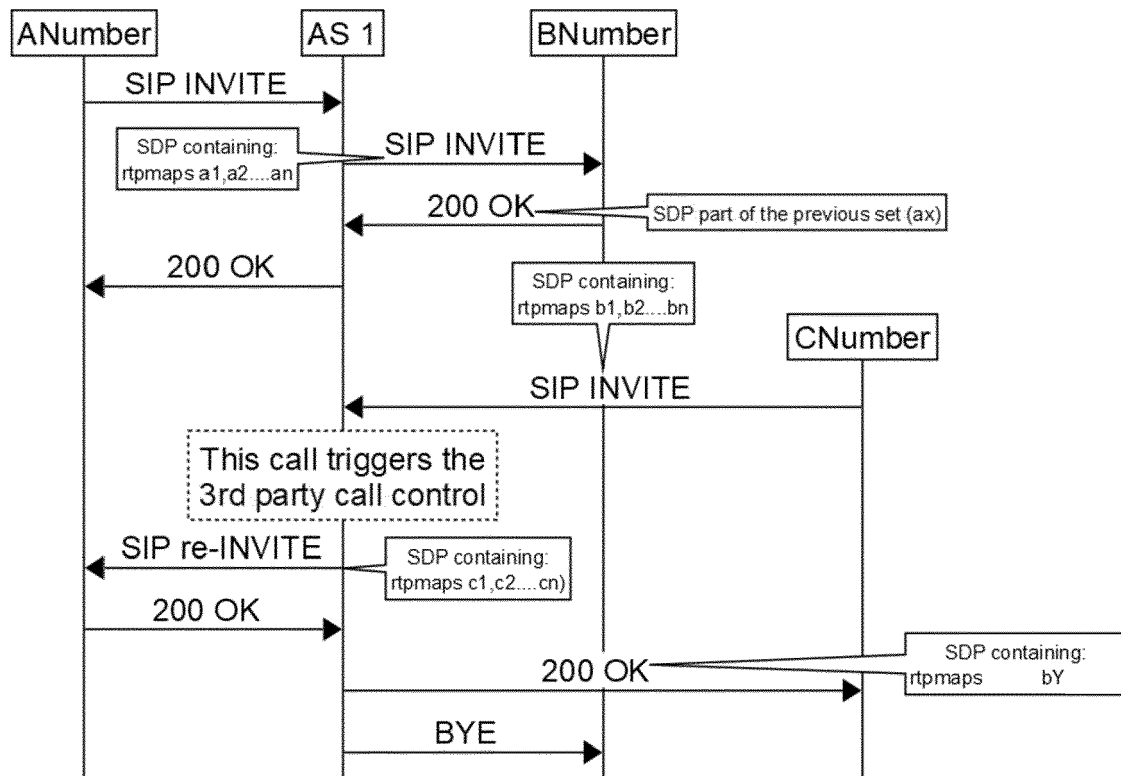 ANumber
AS 1
BNumber
SIP INVITE
SDP containing:
rtpmaps a1,a2....an
SIP INVITE
200 OK
SDP part of the previous set (ax)
200 OK
SDP containing:
rtpmaps b1,b2....bn
CNumber
SIP INVITE
This call triggers the
3rd party call control
SIP re-INVITE
SDP containing:
rtpmaps c1,c2....cn)
200 OK
200 OK
SDP containing:
rtpmaps bY
BYE